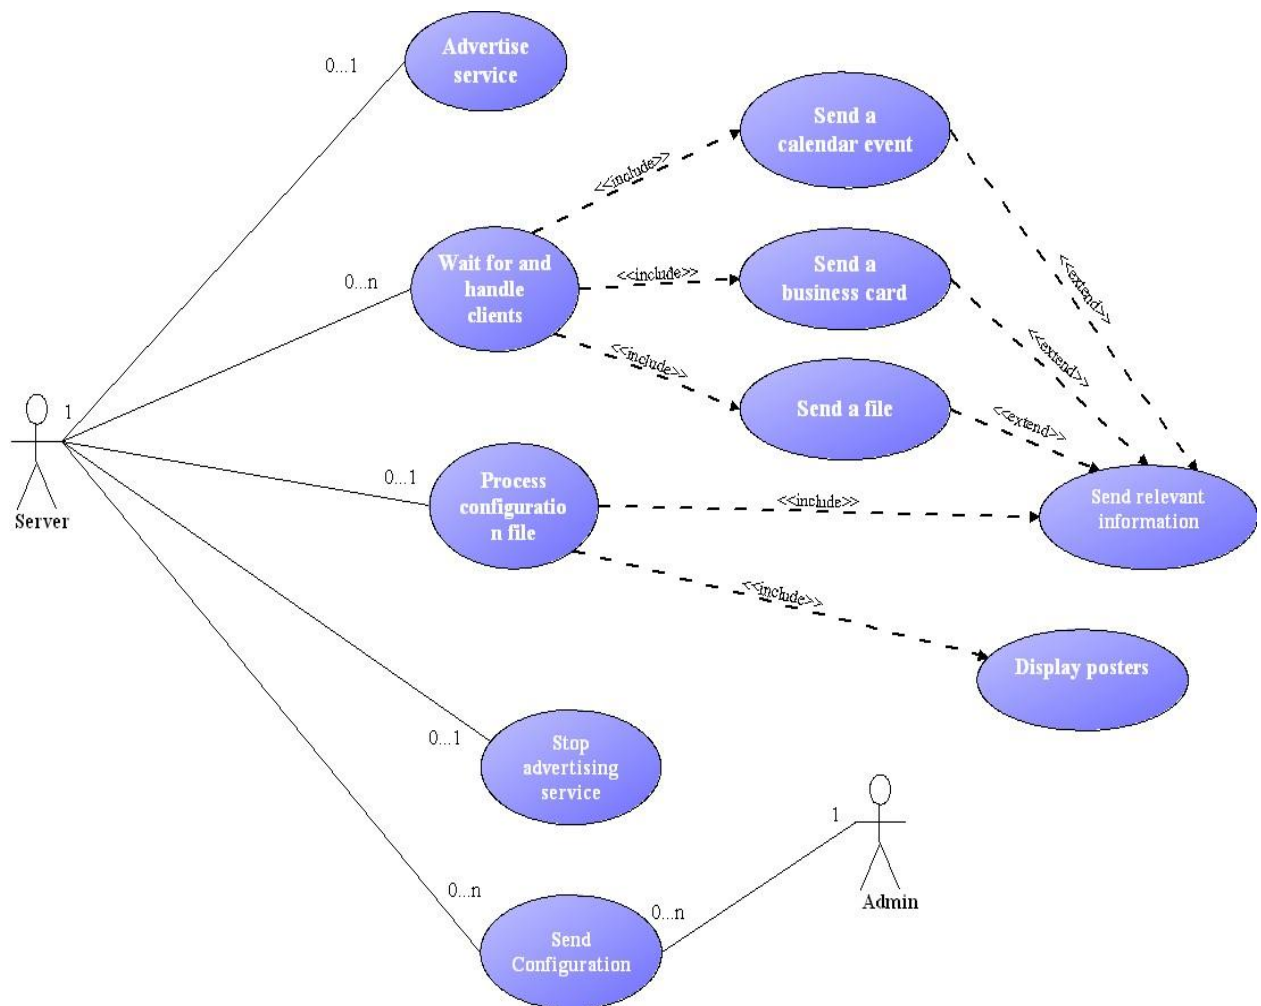 Advertise
service
0...1
Send a
calendar event
<<include>>
<<extend>>
Wait for and
handle
clients
0...n
<<include>>
Send a
business card
<<extend>>
<<include>>
Send a file
<<extend>>
1
Server
0...1
Process
configuratio
n file
<<include>>
Send relevant
information
<<include>>
Display posters
0...1
Stop
advertising
service
1
Admin
0...n
0...n
Send
Configuration